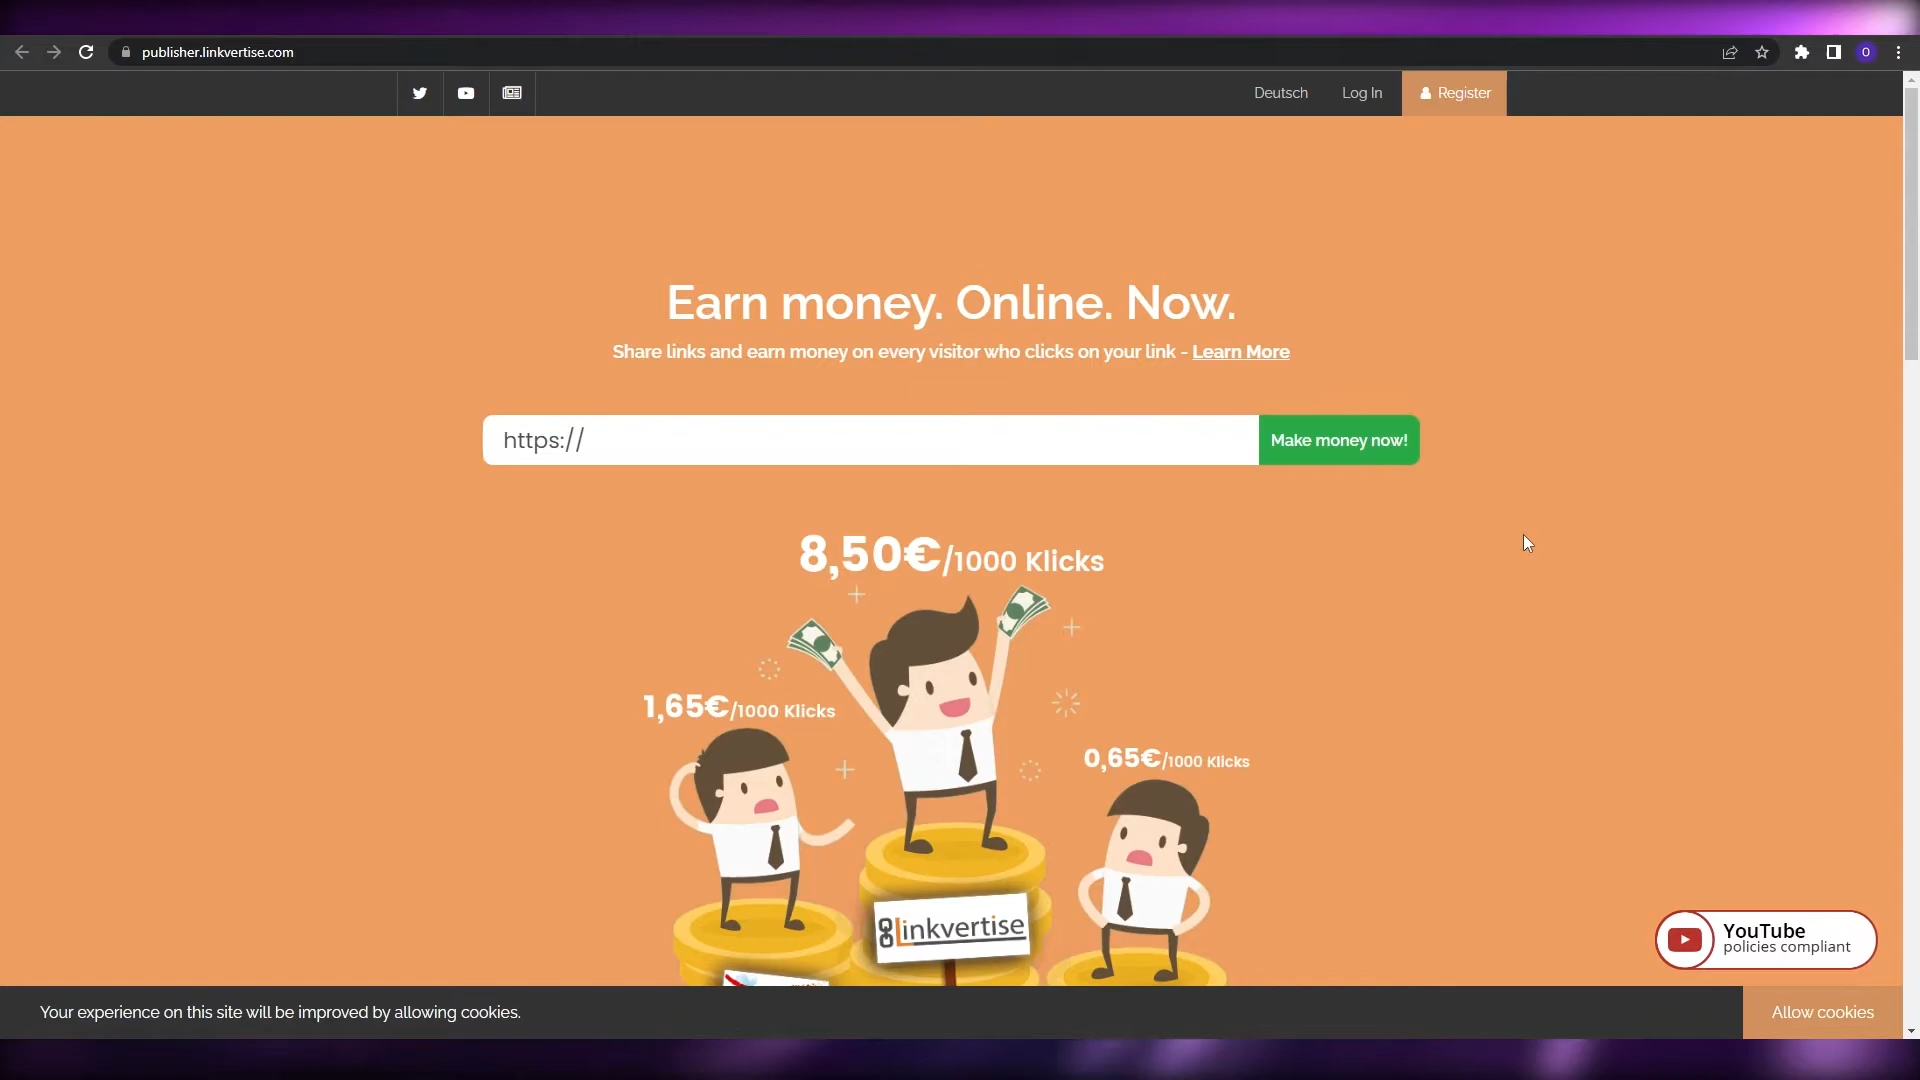 publisher.linkvertise.com
O
Deutsch
Log In
Register
Earn money. Online. Now.
Share links and earn money on every visitor who clicks on your link - Learn More
https://
Make money now!
8,50€/1000 Klicks
1,65€/1000 Klicks
0,65€/1000 Klicks
Linkvertise
YouTube
policies compliant
Your experience on this site will be improved by allowing cookies.
Allow cookies